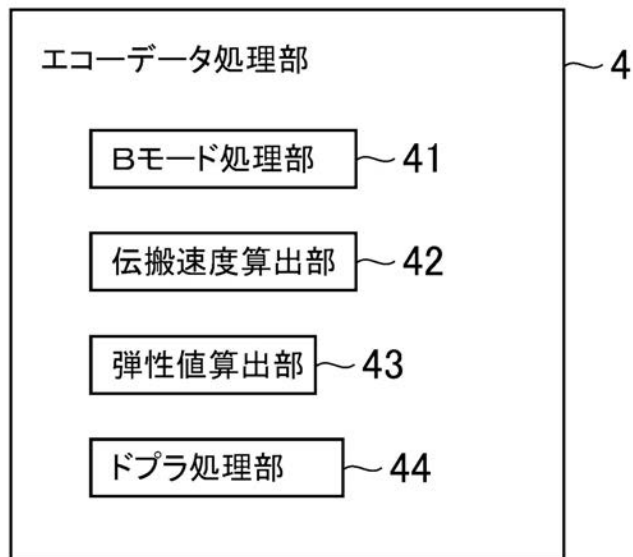 エコーデータ処理部
4
Bモード処理部
41
伝搬速度算出部
42
弾性値算出部
43
ドプラ処理部
44